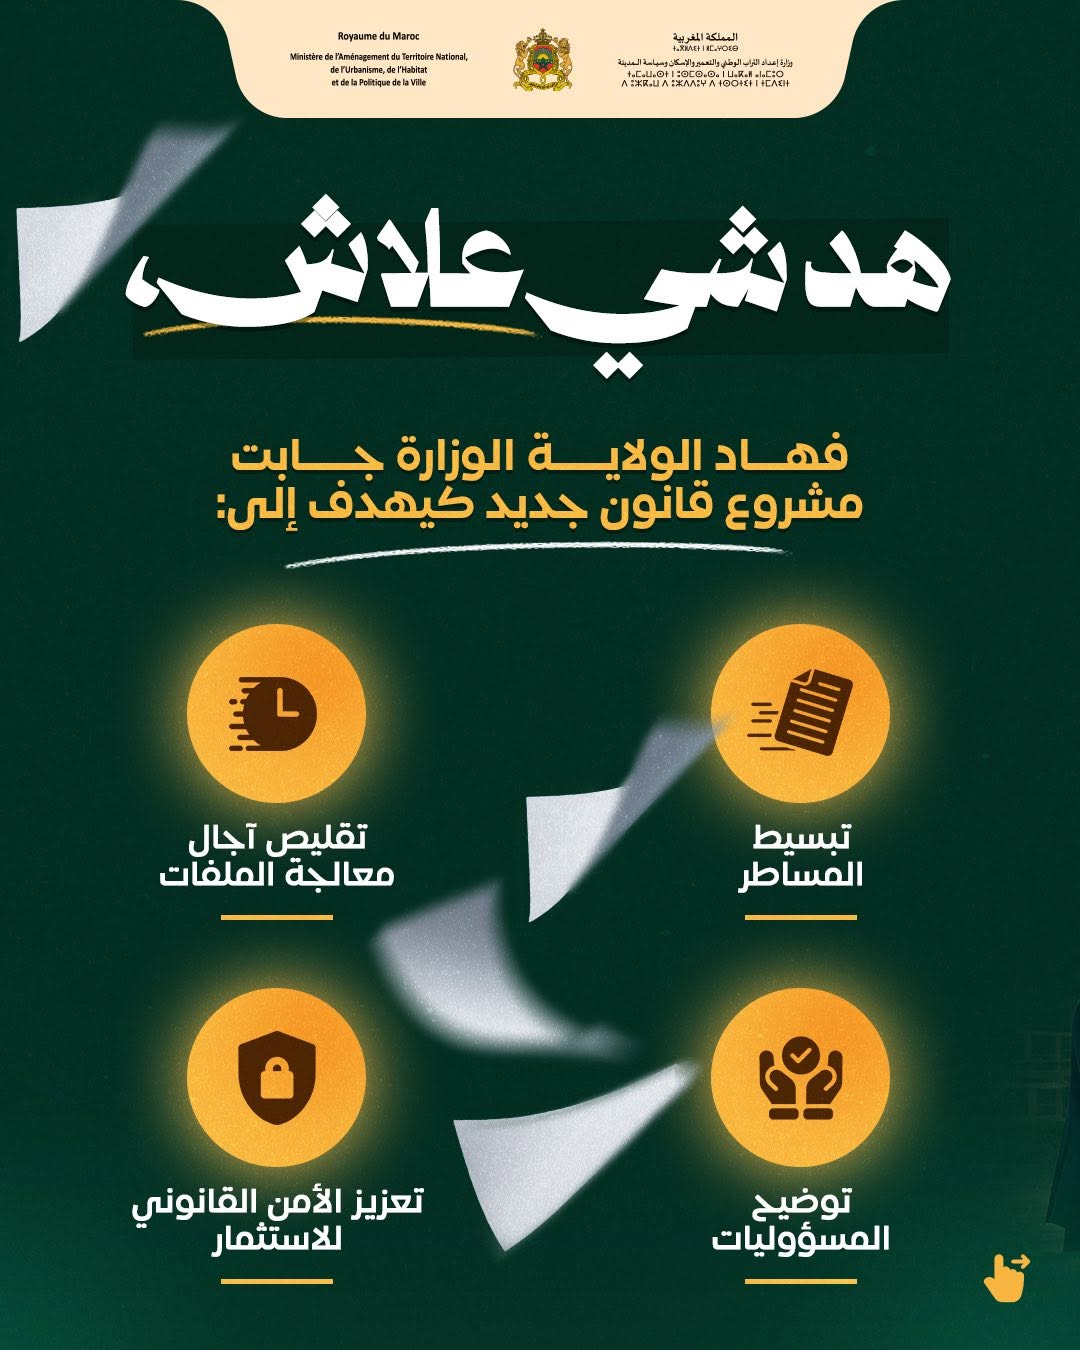 Royaume du Maroc
Ministère de l'Aménagement du Territoire National,
de l'Urbanisme, de l'Habitat
et de la Politique de la Ville
المملكة المغربية
ⵜⴰⴳⵍⴷⵉⵜ ⵏ ⵍⵎⵖⵔⵉⴱ
وزارة إعداد التراب الوطني والتعمير والإسكان وسياسة المدينة
هدشي علاش،
فهاد الولاية الوزارة جابت
مشروع قانون جديد كيهدف إلى:
تبسيط
المساطر
تقليص آجال
معالجة الملفات
توضيح
المسؤوليات
تعزيز الأمن القانوني
للاستثمار